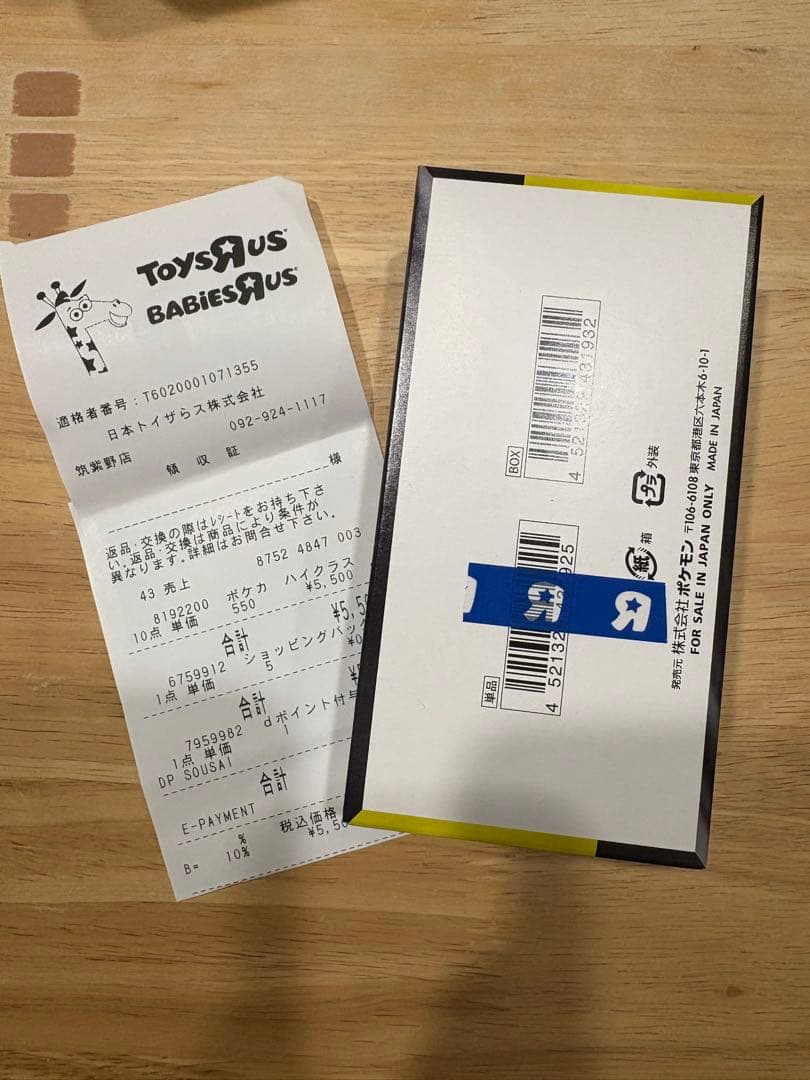 TOYSRUS
BABIESRUS
適格者番号:T6020001071355
日本トイザらス株式会社
092-924-1117
筑紫野店 領収証
様
返品・交換の際はレシートをお持ち下さ
い。返品・交換は商品により条件が
異なります。詳細はお問合せ下さい。
8752 4847 003
43 売上
8192200 ポケカ ハイクラス
10点 単価 550 ¥5,500
合計
6759912 ショッピングバッ
1点 単価 5
合計
7959982 dポイント付与
1点 単価 1
DP SOUSAI
合計
E-PAYMENT
% 税込価格
B= 10%
BOX
単品
プラ 外装
紙 箱
R
R
発売元 株式会社ポケモン 〒106-6108 東京都港区六本木6-10-1
FOR SALE IN JAPAN ONLY MADE IN JAPAN